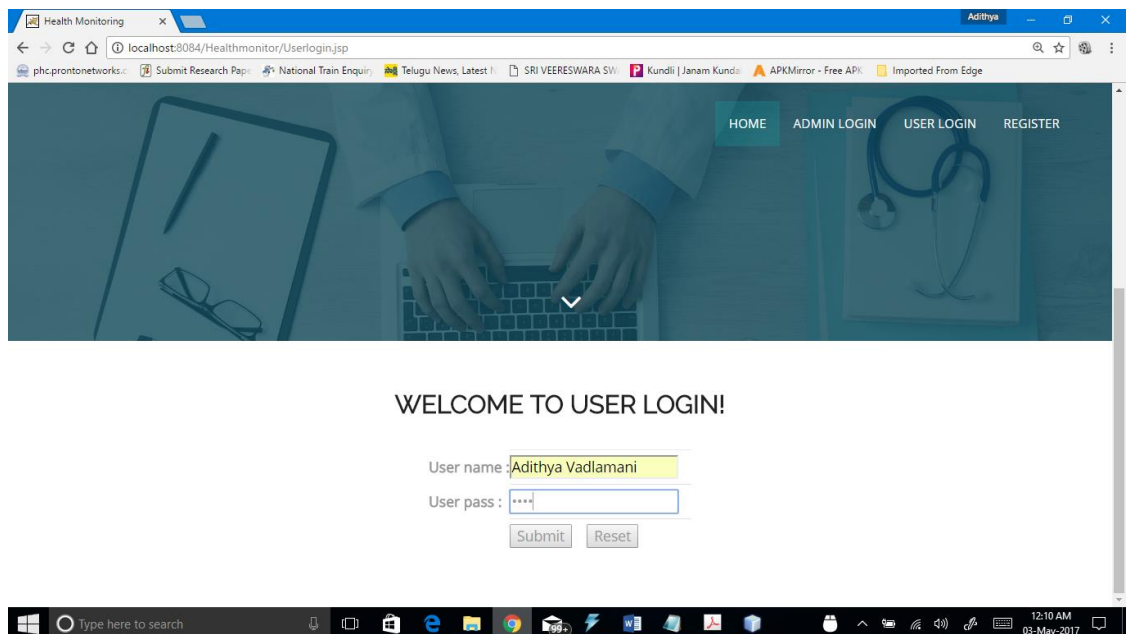 Health Monitoring
Adithya
localhost:8084/Healthmonitor/Userlogin.jsp
phc.prontonetworks.c Submit Research Pape National Train Enquiry Telugu News, Latest N SRI VEERESWARA SW Kundli | Janam Kunda APKMirror - Free APK Imported From Edge
HOME ADMIN LOGIN USER LOGIN REGISTER
WELCOME TO USER LOGIN!
User name : Adithya Vadlamani
User pass : ••••
Submit Reset
Type here to search
99+
12:10 AM
03-May-2017